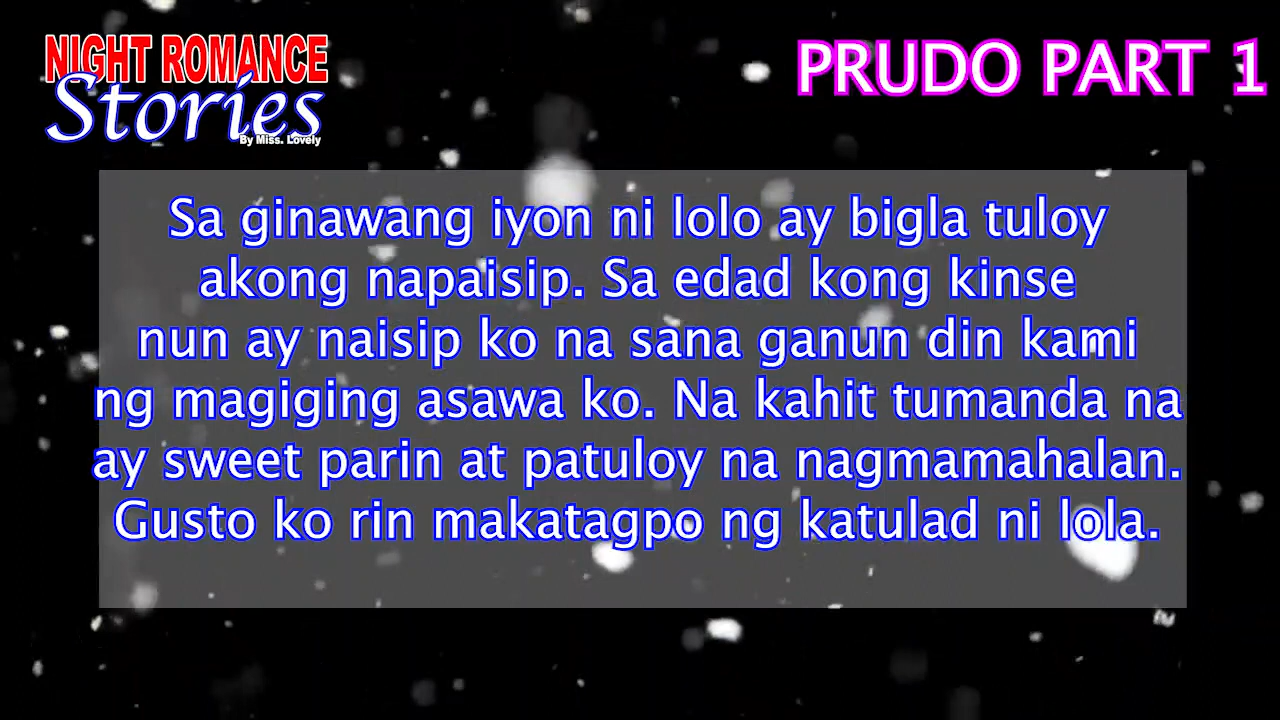 NIGHT ROMANCE
Stories
By Miss. Lovely
PRUDO PART 1
Sa ginawang iyon ni lolo ay bigla tuloy
akong napaisip. Sa edad kong kinse
nun ay naisip ko na sana ganun din kami
ng magiging asawa ko. Na kahit tumanda na
ay sweet parin at patuloy na nagmamahalan.
Gusto ko rin makatagpo ng katulad ni lola.